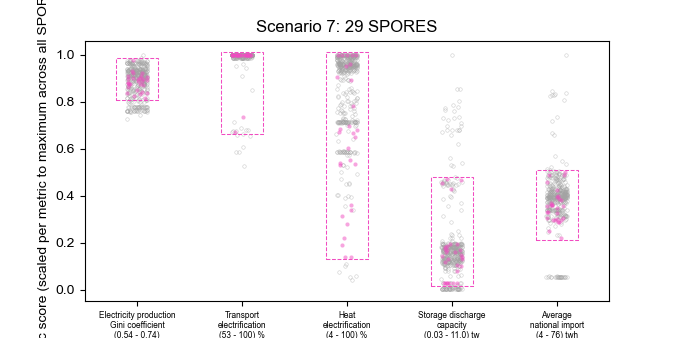 Scenario 7: 29 SPORES
score (scaled per metric to maximum across all
1.0
0.8
0.6
0.4
0.2
0.0
Electricity production
Gini coefficient
(0.54 - 0.74)
Transport
electrification
(53 - 100) %
Heat
electrification
(4 - 100) %
Storage discharge
capacity
(0.03 - 11.0) tw
Average
national import
(4 - 76) twh